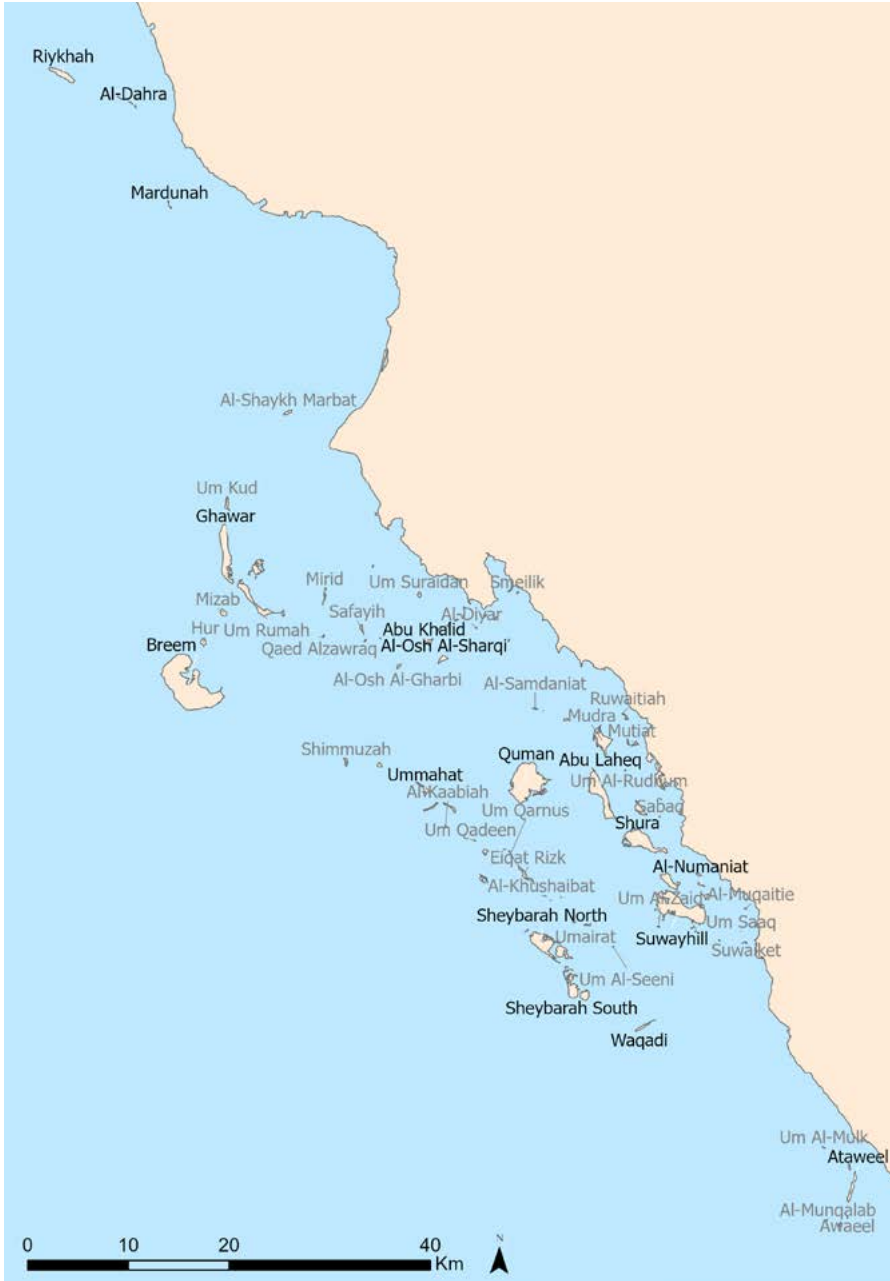 Riykhah
Al-Dahra
Mardunah
Al-Shaykh Marbat
Um Kud
Ghawar
Mirid
Um Suraidan
Smeilik
Mizab
Safayih
Al-Diyar
Hur
Um Rumah
Abu Khalid
Breem
Qaed Alzawraq
Al-Osh Al-Sharqi
Al-Osh Al-Gharbi
Al-Samdaniat
Ruwaitiah
Mudra
Mutiat
Shimmuzah
Quman
Abu Laheq
Ummahat
Um Al-Rudkum
Al-Kaabiah
Um Qarnus
Sabaq
Um Qadeen
Shura
Eiqat Rizk
Al-Numaniat
Al-Khushaibat
Um Al-Zaiq
Al-Muqaitie
Sheybarah North
Um Saaq
Umairat
Suwayhill
Suwaiket
Um Al-Seeni
Sheybarah South
Waqadi
Um Al-Mulk
Ataweel
Al-Munqalab
Awaeel
0 10 20 40
Km
N